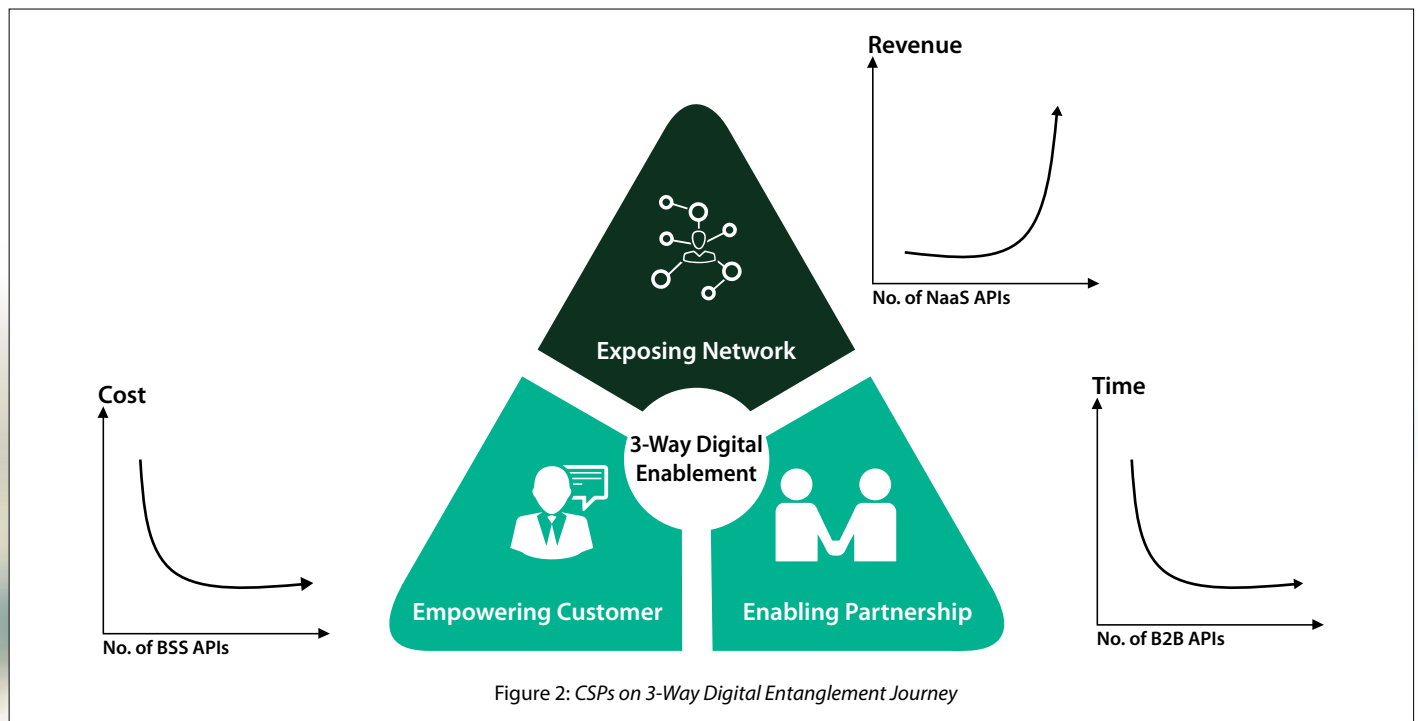 Revenue
No. of NaaS APIs
Exposing Network
Cost
No. of BSS APIs
3-Way Digital
Enablement
Time
No. of B2B APIs
Empowering Customer
Enabling Partnership
Figure 2: CSPs on 3-Way Digital Entanglement Journey